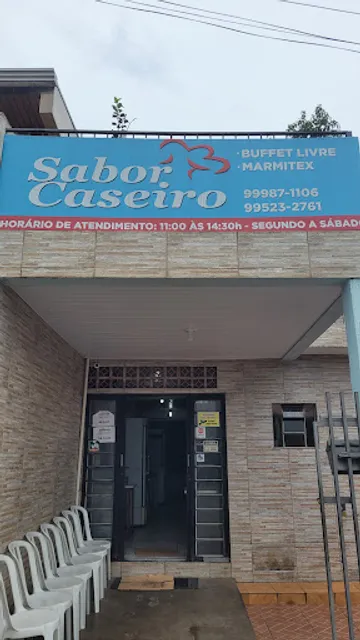 Sabor
Caseiro
· BUFFET LIVRE
· MARMITEX
99987-1106
99523-2761
HORÁRIO DE ATENDIMENTO: 11:00 ÀS 14:30h - SEGUNDO A SÁBADO